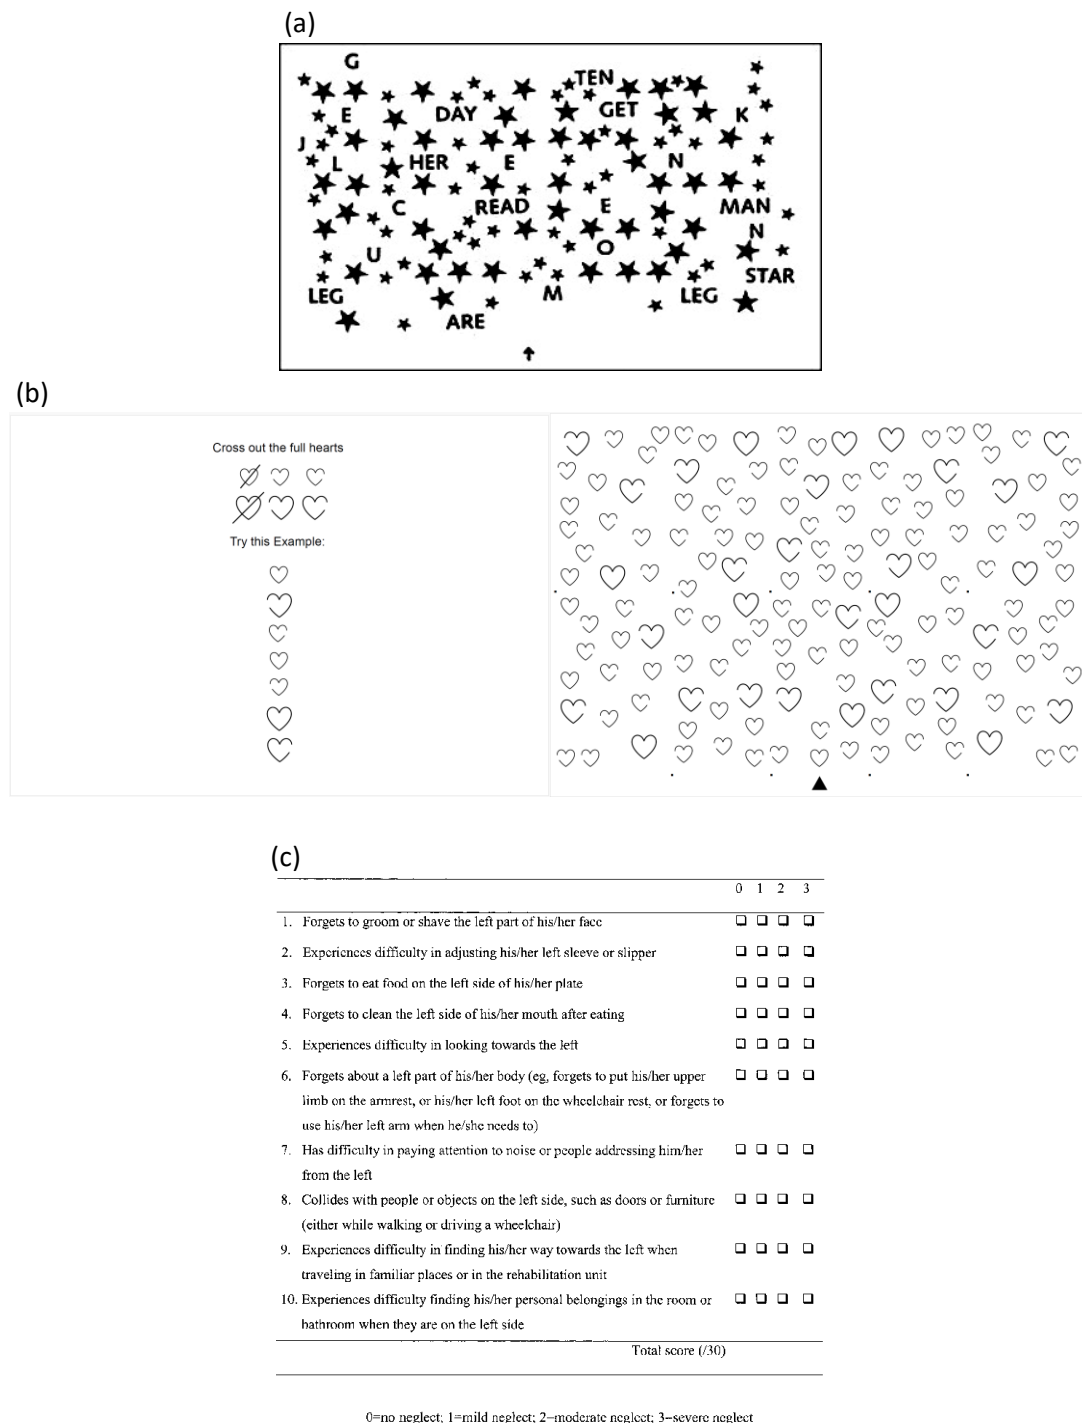 (a)
G
TEN
E DAY GET K
J
L HER E N
C READ E MAN
N
U O
STAR
LEG M LEG
ARE
(b)
Cross out the full hearts
Try this Example:
(c)
0 1 2 3
1. Forgets to groom or shave the left part of his/her face
2. Experiences difficulty in adjusting his/her left sleeve or slipper
3. Forgets to eat food on the left side of his/her plate
4. Forgets to clean the left side of his/her mouth after eating
5. Experiences difficulty in looking towards the left
6. Forgets about a left part of his/her body (eg, forgets to put his/her upper
limb on the armrest, or his/her left foot on the wheelchair rest, or forgets to
use his/her left arm when he/she needs to)
7. Has difficulty in paying attention to noise or people addressing him/her
from the left
8. Collides with people or objects on the left side, such as doors or furniture
(either while walking or driving a wheelchair)
9. Experiences difficulty in finding his/her way towards the left when
traveling in familiar places or in the rehabilitation unit
10. Experiences difficulty finding his/her personal belongings in the room or
bathroom when they are on the left side
Total score (/30)
0=no neglect; 1=mild neglect; 2=moderate neglect; 3=severe neglect